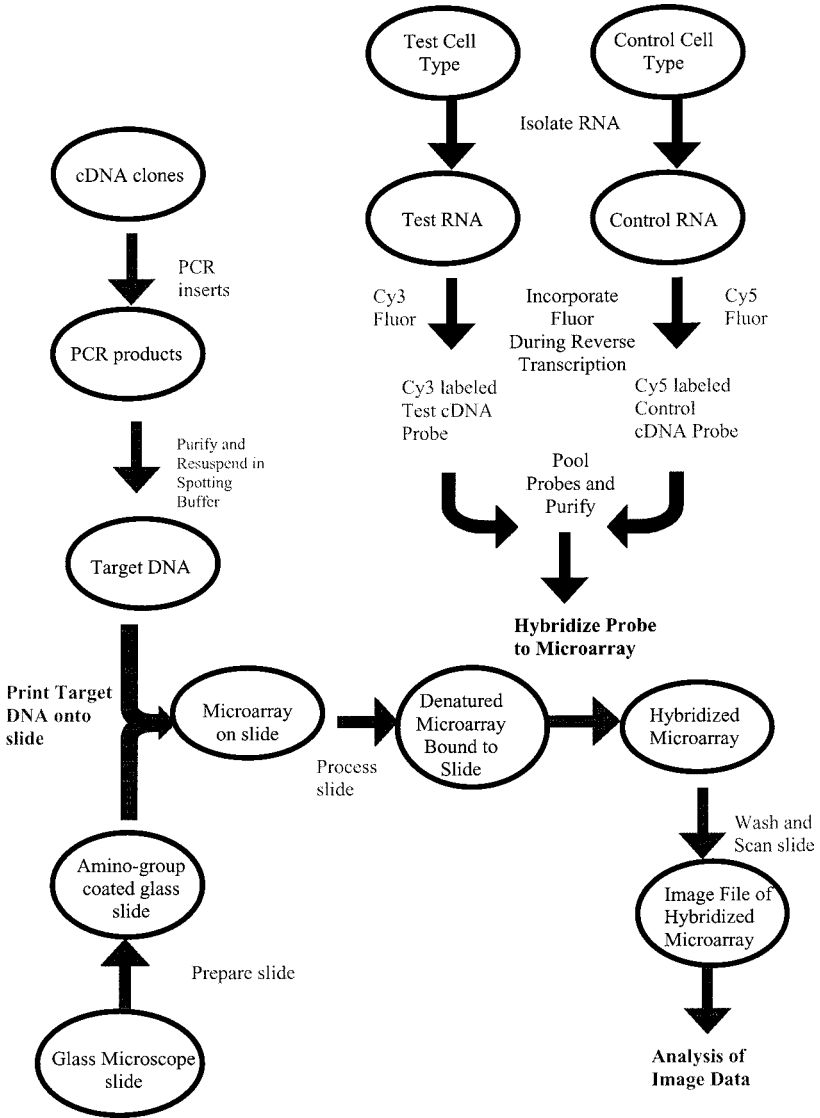 Test Cell
Type
Control Cell
Type
Isolate RNA
cDNA clones
Test RNA
Control RNA
PCR
inserts
Cy3
Fluor
Incorporate
Fluor
During Reverse
Transcription
Cy5
Fluor
PCR products
Cy3 labeled
Test cDNA
Probe
Cy5 labeled
Control
cDNA Probe
Purify and
Resuspend in
Spotting
Buffer
Pool
Probes and
Purify
Target DNA
Hybridize Probe
to Microarray
Print Target
DNA onto
slide
Microarray
on slide
Process
slide
Denatured
Microarray
Bound to
Slide
Hybridized
Microarray
Wash and
Scan slide
Amino-group
coated glass
slide
Image File of
Hybridized
Microarray
Prepare slide
Glass Microscope
slide
Analysis of
Image Data